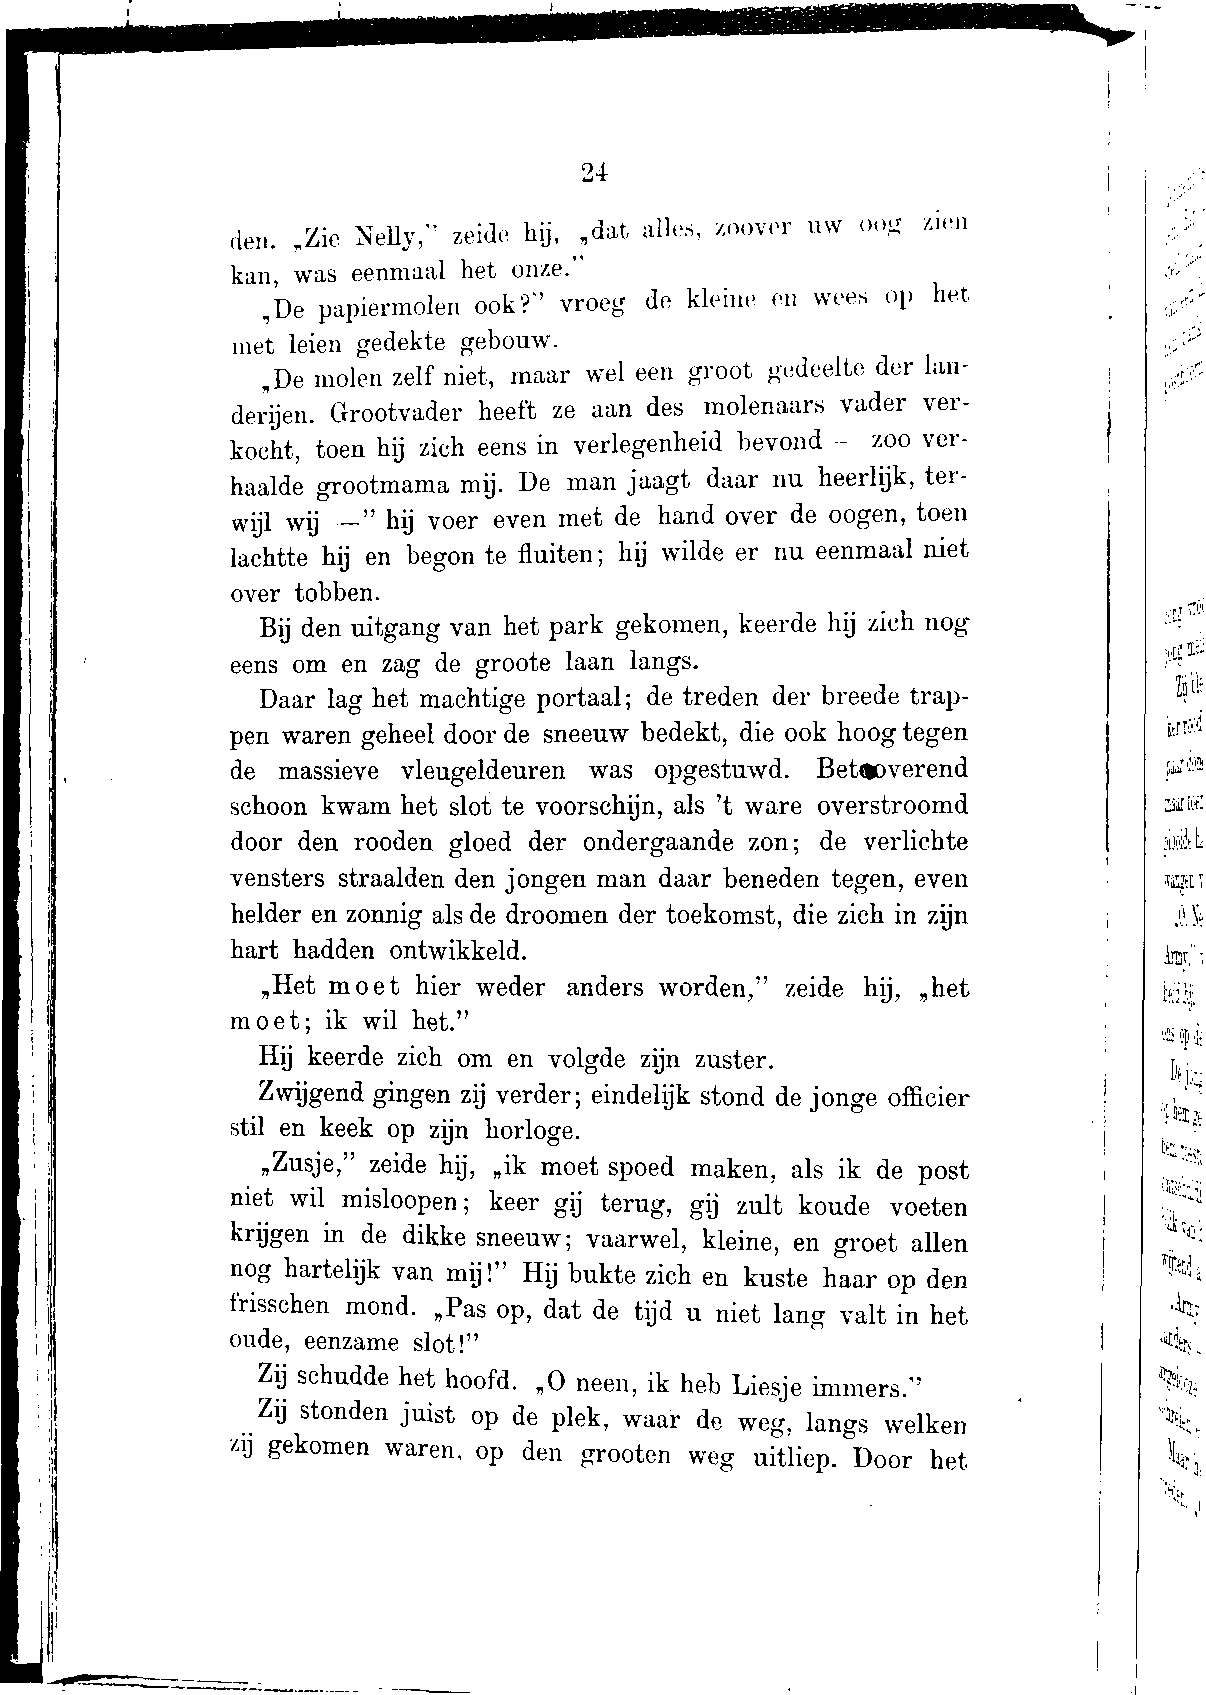 24
den. „Zie Nelly,” zeide hij, „dat alles, zoover uw oog zien
kan, was eenmaal het onze.”
„De papiermolen ook?” vroeg de kleine en wees op het
met leien gedekte gebouw.
„De molen zelf niet, maar wel een groot gedeelte der lan-
derijen. Grootvader heeft ze aan des molenaars vader ver-
kocht, toen hij zich eens in verlegenheid bevond — zoo ver-
haalde grootmama mij. De man jaagt daar nu heerlijk, ter-
wijl wij —” hij voer even met de hand over de oogen, toen
lachtte hij en begon te fluiten; hij wilde er nu eenmaal niet
over tobben.
Bij den uitgang van het park gekomen, keerde hij zich nog
eens om en zag de groote laan langs.
Daar lag het machtige portaal; de treden der breede trap-
pen waren geheel door de sneeuw bedekt, die ook hoog tegen
de massieve vleugeldeuren was opgestuwd. Betooverend
schoon kwam het slot te voorschijn, als 't ware overstroomd
door den rooden gloed der ondergaande zon; de verlichte
vensters straalden den jongen man daar beneden tegen, even
helder en zonnig als de droomen der toekomst, die zich in zijn
hart hadden ontwikkeld.
„Het moet hier weder anders worden,” zeide hij, „het
moet; ik wil het.”
Hij keerde zich om en volgde zijn zuster.
Zwijgend gingen zij verder; eindelijk stond de jonge officier
stil en keek op zijn horloge.
„Zusje,” zeide hij, „ik moet spoed maken, als ik de post
niet wil misloopen; keer gij terug, gij zult koude voeten
krijgen in de dikke sneeuw; vaarwel, kleine, en groet allen
nog hartelijk van mij!” Hij bukte zich en kuste haar op den
frisschen mond. „Pas op, dat de tijd u niet lang valt in het
oude, eenzame slot!”
Zij schudde het hoofd. „O neen, ik heb Liesje immers.”
Zij stonden juist op de plek, waar de weg, langs welken
zij gekomen waren, op den grooten weg uitliep. Door het